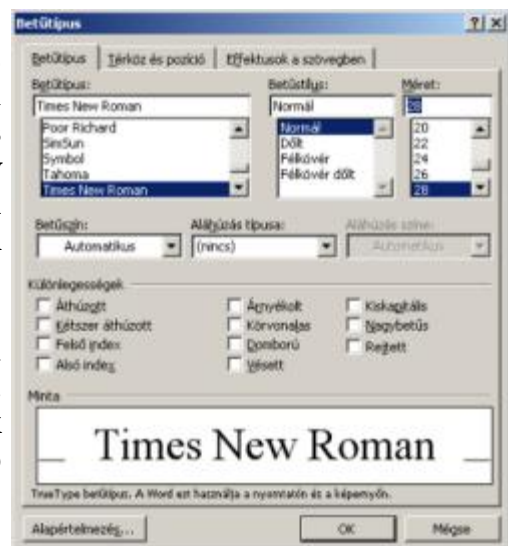 Betűtípus
Betűtípus Térköz és pozíció Effektusok a szövegben
Betűtípus: Betűstílus: Méret:
Times New Roman Normál 28
Poor Richard Normál 20
SimSun Dőlt 22
Symbol Félkövér 24
Tahoma Félkövér dőlt 26
Times New Roman 28
Betűszín: Aláhúzás típusa: Aláhúzás színe:
Automatikus (nincs) Automatikus
Különlegességek
Áthúzott Árnyékolt Kiskapitális
Kétszer áthúzott Körvonalas Nagybetűs
Felső index Domború Rejtett
Alsó index Vésett
Minta
Times New Roman
TrueType betűtípus. A Word ezt használja a nyomtatón és a képernyőn.
Alapértelmezés... OK Mégse